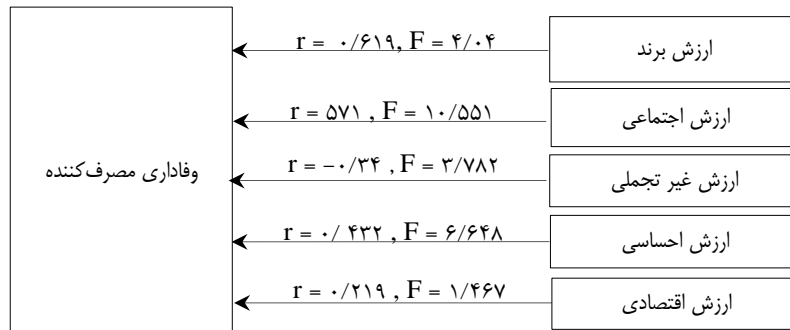 ارزش برند
r = ۰/۶۱۹, F = ۴/۰۴
ارزش اجتماعی
r = ۵۷۱ , F = ۱۰/۵۵۱
وفاداری مصرف‌کننده
ارزش غیر تجملی
r = −۰/۳۴ , F = ۳/۷۸۲
ارزش احساسی
r = ۰/ ۴۳۲ , F = ۶/۶۴۸
ارزش اقتصادی
r = ۰/۲۱۹ , F = ۱/۴۶۷